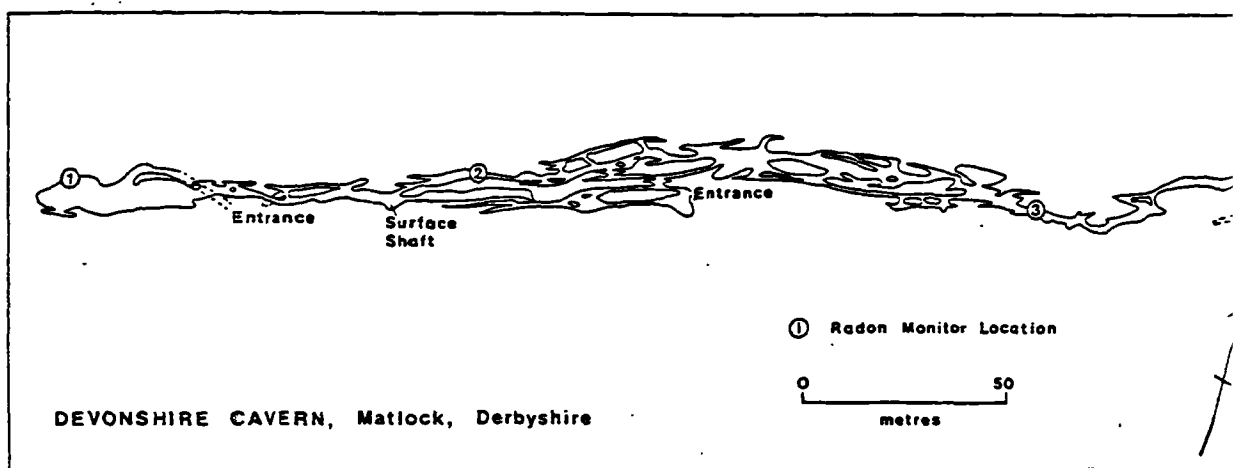 ①
②
Entrance
Surface
Shaft
Entrance
③
① Radon Monitor Location
0 50
metres
DEVONSHIRE CAVERN, Matlock, Derbyshire